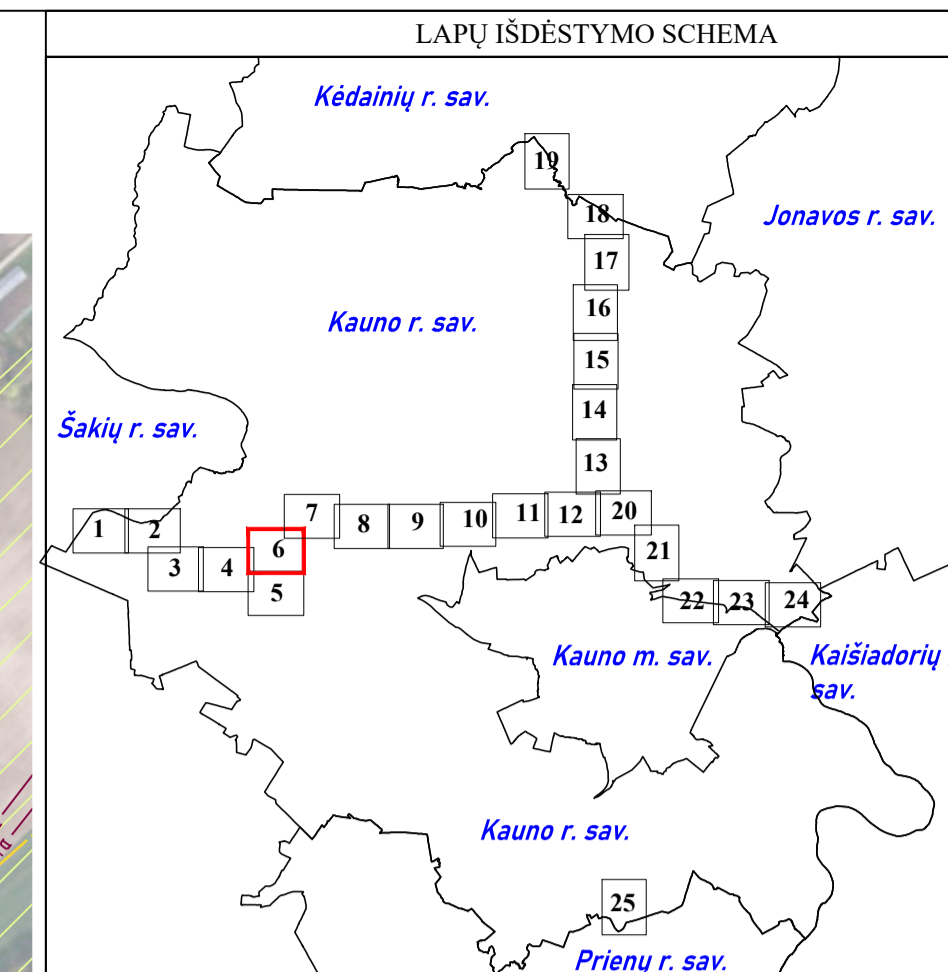 LAPŲ IŠDĖSTYMO SCHEMA
Kėdainių r. sav.
19
18
Jonavos r. sav.
17
16
Kauno r. sav.
15
14
Šakių r. sav.
13
7
11
12
20
10
9
8
1
2
6
21
3
4
5
22
23
24
Kauno m. sav.
Kaišiadorių
sav.
Kauno r. sav.
25
Prienų r. sav.